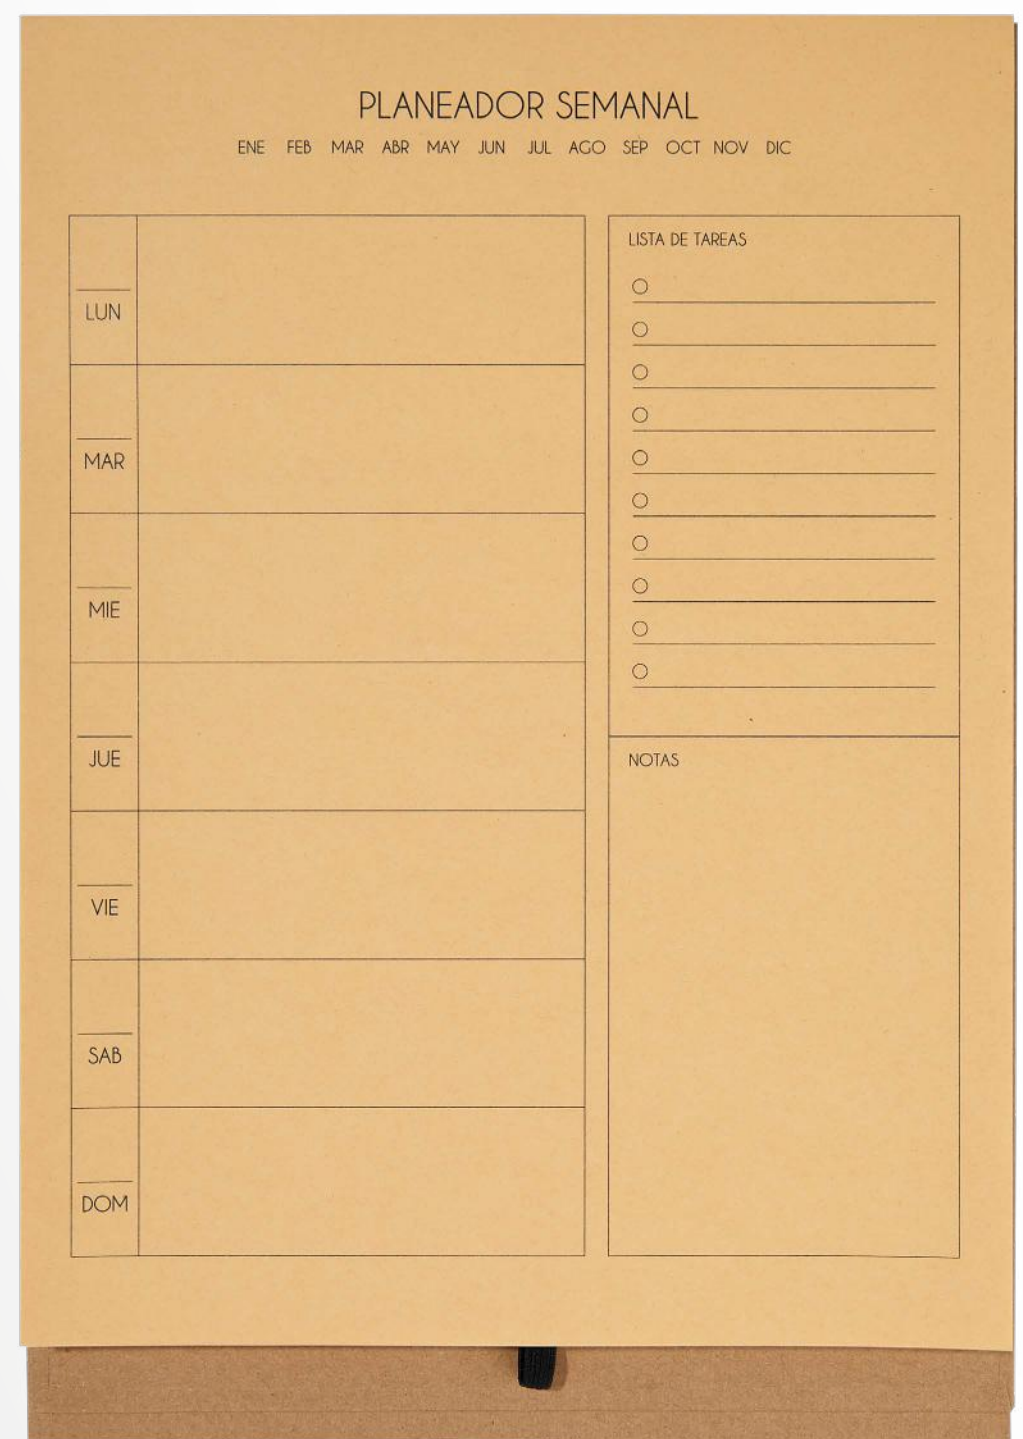 PLANEADOR SEMANAL
ENE FEB MAR ABR MAY JUN JUL AGO SEP OCT NOV DIC
LUN
MAR
MIE
JUE
VIE
SAB
DOM
LISTA DE TAREAS
NOTAS